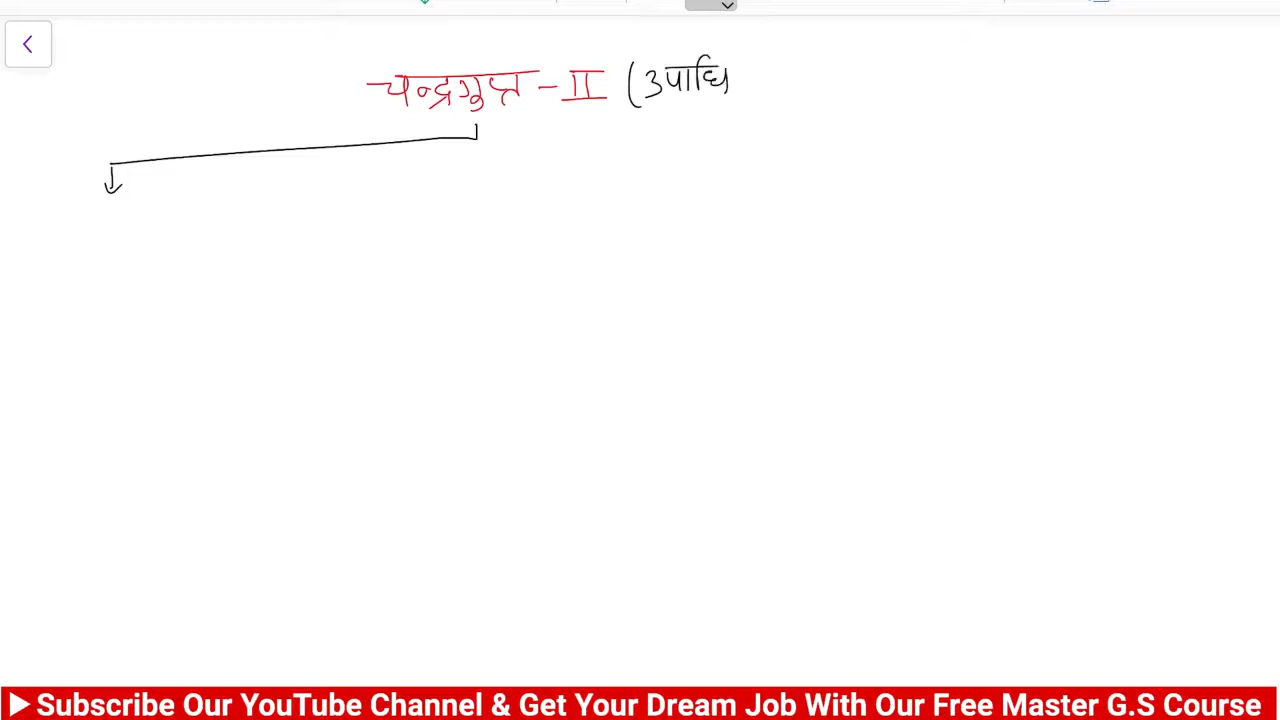 चन्द्रगुप्त - II (उपाधि
Subscribe Our YouTube Channel & Get Your Dream Job With Our Free Master G.S Course